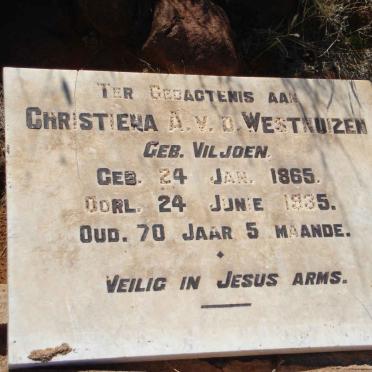 TER GEDACTENIS AAN
CHRISTIENA A. V. D. WESTHUIZEN
GEB. VILJOEN.
GEB. 24 JAN. 1865.
OORL. 24 JUNIE 1935.
OUD. 70 JAAR 5 MAANDE.
VEILIG IN JESUS ARMS.